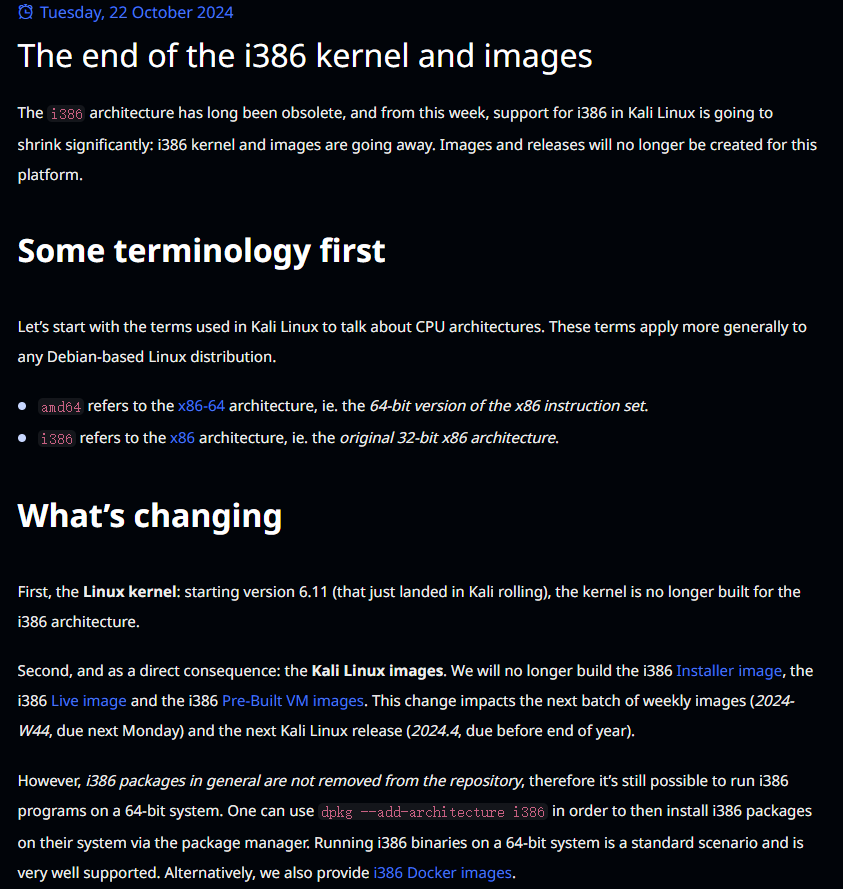 Tuesday, 22 October 2024
The end of the i386 kernel and images
The i386 architecture has long been obsolete, and from this week, support for i386 in Kali Linux is going to
shrink significantly: i386 kernel and images are going away. Images and releases will no longer be created for this
platform.
Some terminology first
Let’s start with the terms used in Kali Linux to talk about CPU architectures. These terms apply more generally to
any Debian-based Linux distribution.
amd64 refers to the x86-64 architecture, ie. the 64-bit version of the x86 instruction set.
i386 refers to the x86 architecture, ie. the original 32-bit x86 architecture.
What’s changing
First, the Linux kernel: starting version 6.11 (that just landed in Kali rolling), the kernel is no longer built for the
i386 architecture.
Second, and as a direct consequence: the Kali Linux images. We will no longer build the i386 Installer image, the
i386 Live image and the i386 Pre-Built VM images. This change impacts the next batch of weekly images (2024-
W44, due next Monday) and the next Kali Linux release (2024.4, due before end of year).
However, i386 packages in general are not removed from the repository, therefore it’s still possible to run i386
programs on a 64-bit system. One can use dpkg --add-architecture i386 in order to then install i386 packages
on their system via the package manager. Running i386 binaries on a 64-bit system is a standard scenario and is
very well supported. Alternatively, we also provide i386 Docker images.